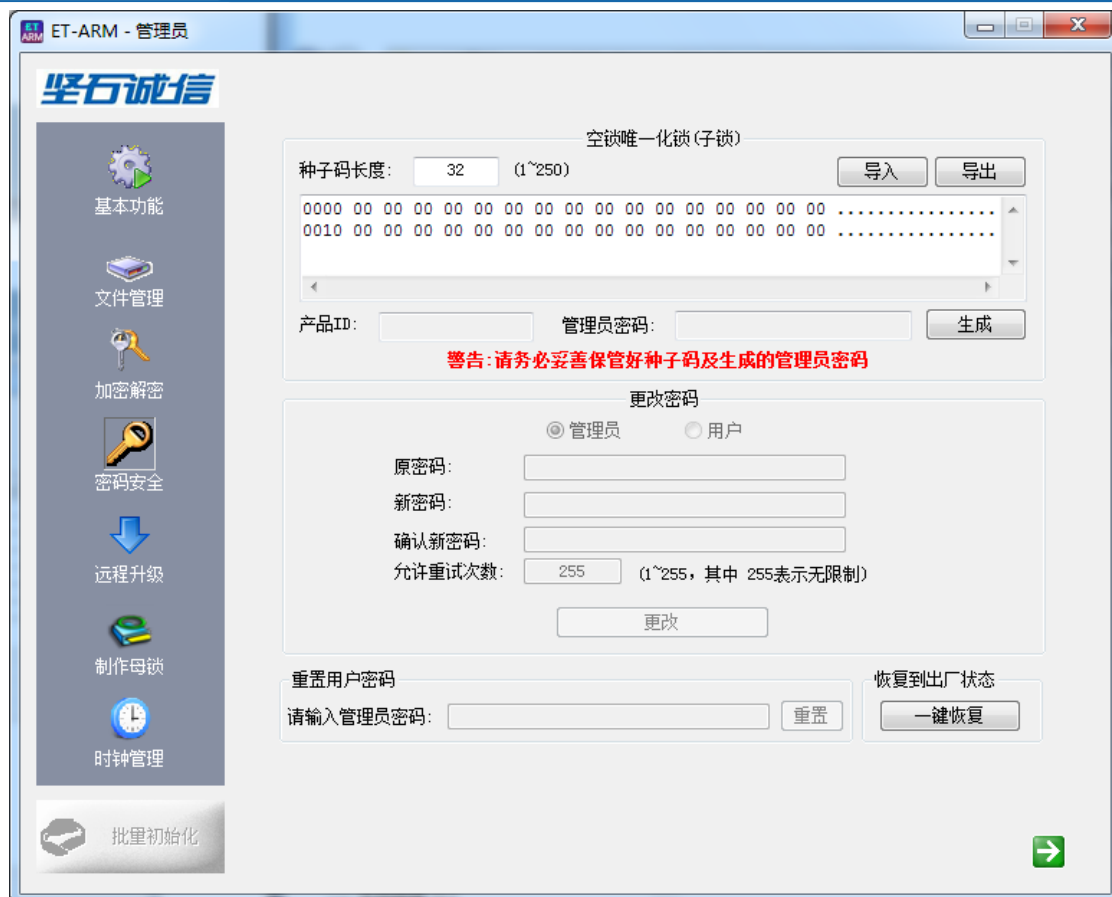 ET
ARM
ET-ARM - 管理员
坚石诚信
基本功能
文件管理
加密解密
密码安全
远程升级
制作母锁
时钟管理
批里初始化
空锁唯一化锁(子锁)
种子码长度: 32 (1~250) 导入 导出
0000 00 00 00 00 00 00 00 00 00 00 00 00 00 00 00 00 ................
0010 00 00 00 00 00 00 00 00 00 00 00 00 00 00 00 00 ................
产品ID: 管理员密码: 生成
警告:请务必妥善保管好种子码及生成的管理员密码
更改密码
管理员 用户
原密码:
新密码:
确认新密码:
允许重试次数: 255 (1~255, 其中 255表示无限制)
更改
重置用户密码
请输入管理员密码: 重置
恢复到出厂状态
一键恢复